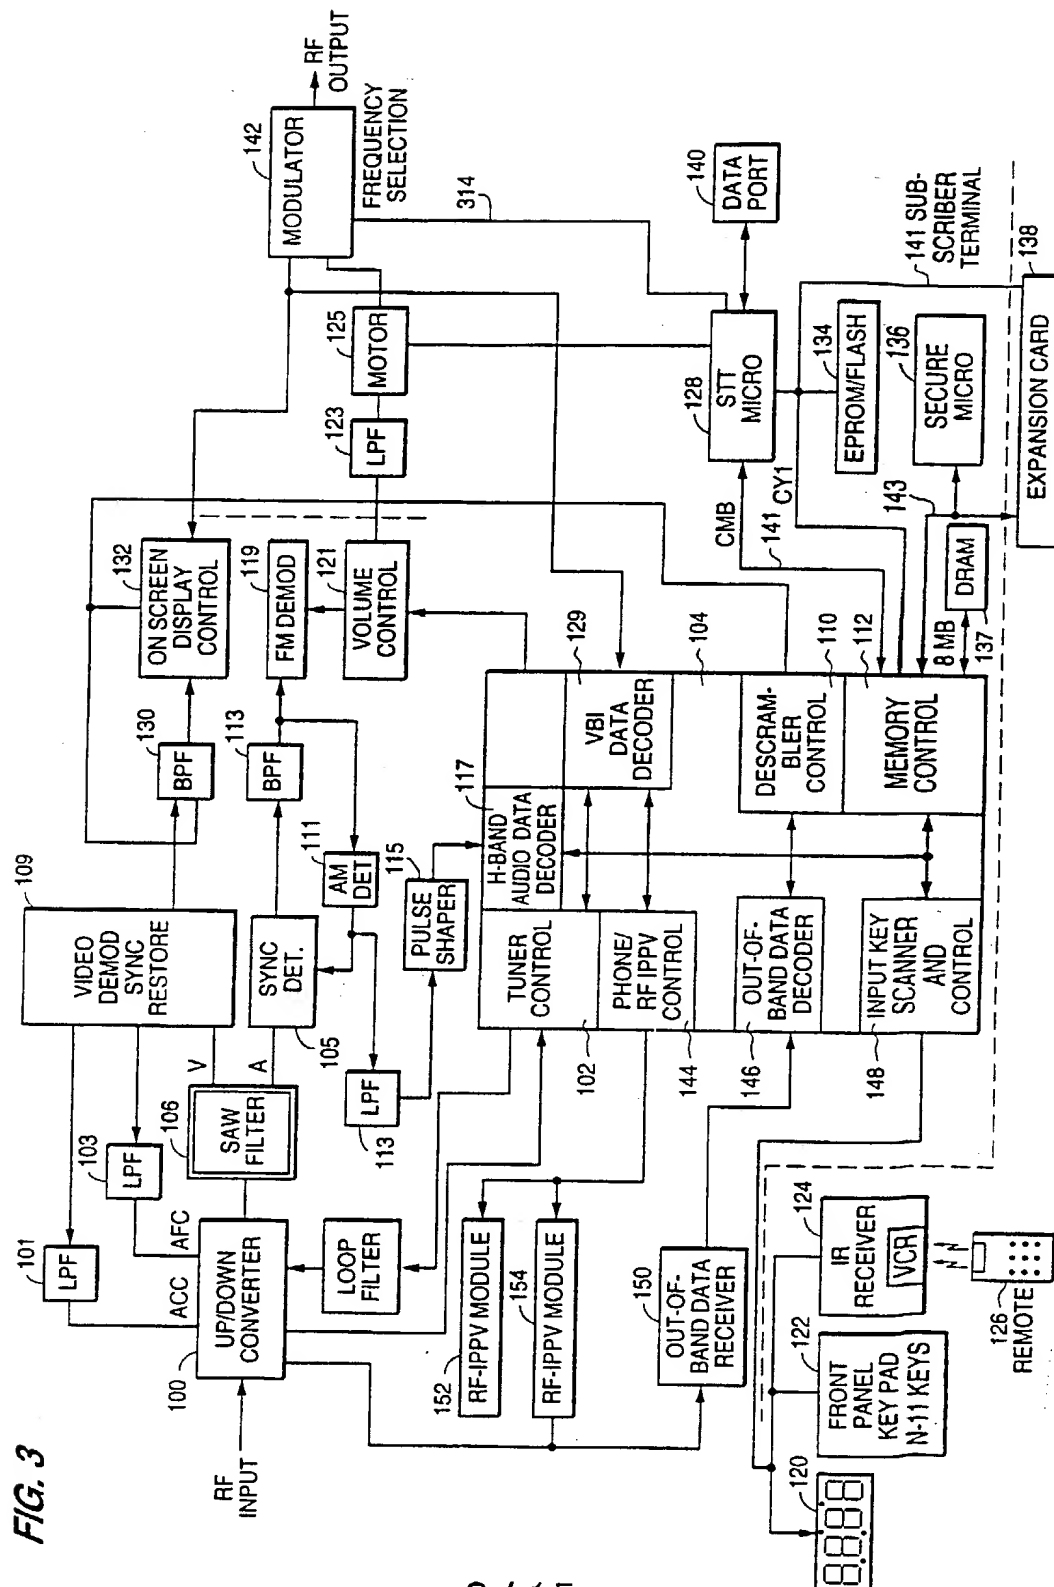 FIG. 3
RF
INPUT
100
UP/DOWN
CONVERTER
ACC
AFC
101
LPF
103
LPF
106
SAW
FILTER
V
A
109
VIDEO
DEMOD
SYNC
RESTORE
SYNC
DET.
105
130
BPF
113
BPF
111
AM
DET
LPF
113
115
PULSE
SHAPER
132
ON SCREEN
DISPLAY
CONTROL
119
FM DEMOD
121
VOLUME
CONTROL
123
LPF
125
MOTOR
142
MODULATOR
RF
OUTPUT
FREQUENCY
SELECTION
314
LOOP
FILTER
152
RF-IPPV MODULE
154
RF-IPPV MODULE
150
OUT-OF-
BAND DATA
RECEIVER
TUNER
CONTROL
102
117
H-BAND
AUDIO DATA
DECODER
129
VBI
DATA
DECODER
104
PHONE/
RF IPPV
CONTROL
144
146
OUT-OF-
BAND DATA
DECODER
110
DESCRAM-
BLER
CONTROL
112
MEMORY
CONTROL
148
INPUT KEY
SCANNER
AND
CONTROL
128
STT
MICRO
140
DATA
PORT
CMB
141
CY1
134
EPROM/FLASH
136
SECURE
MICRO
143
8 MB
DRAM
137
141 SUB-
SCRIBER
TERMINAL
138
EXPANSION CARD
120
88:88
122
FRONT
PANEL
KEY PAD
N-11 KEYS
124
IR
RECEIVER
VCR
126
REMOTE